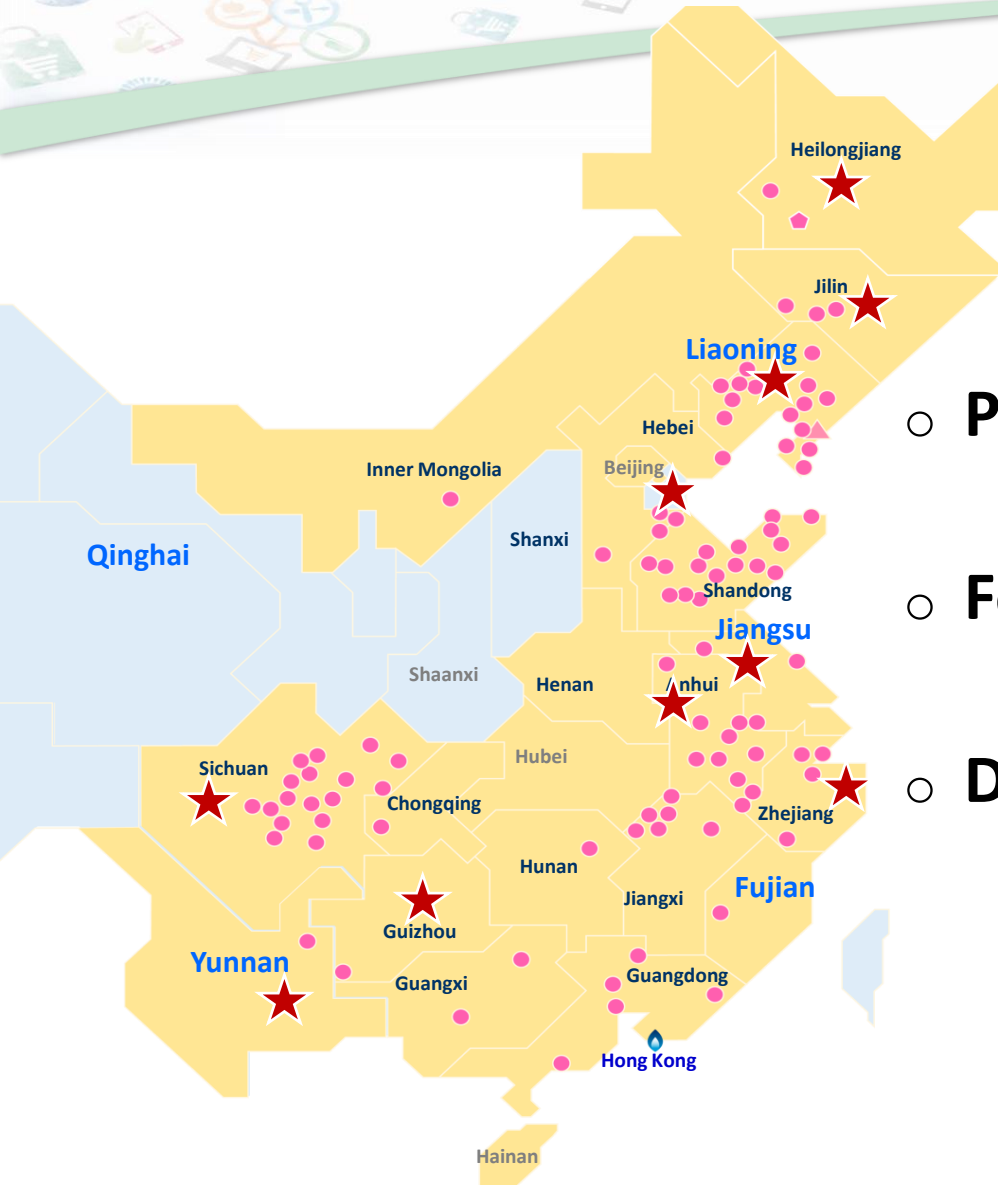 Heilongjiang
Jilin
Liaoning
Hebei
Beijing
Inner Mongolia
Shanxi
Qinghai
Shandong
Jiangsu
Shaanxi
Henan
Anhui
Hubei
Sichuan
Chongqing
Zhejiang
Hunan
Fujian
Jiangxi
Guizhou
Yunnan
Guangxi
Guangdong
Hong Kong
Hainan
P
D